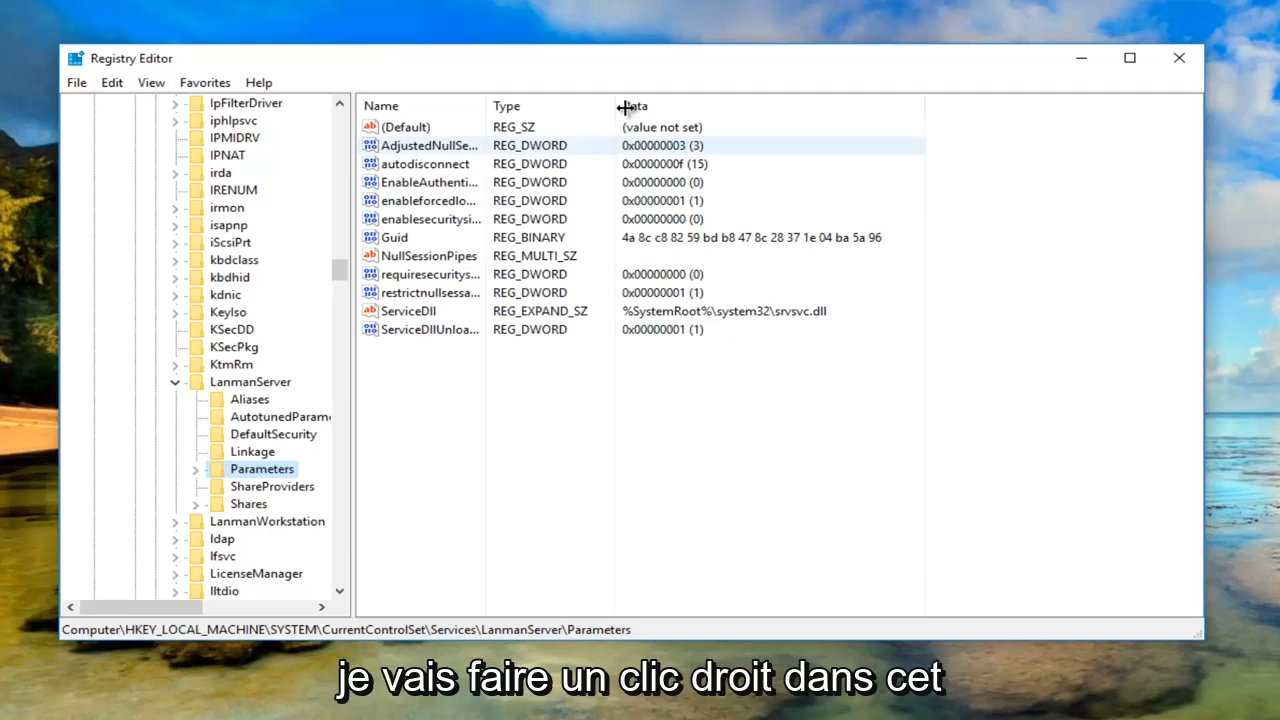 Registry Editor
File Edit View Favorites Help
IpFilterDriver
iphlpsvc
IPMIDRV
IPNAT
irda
IRENUM
irmon
isapnp
iScsiPrt
kbdclass
kbdhid
kdnic
KeyIso
KSecDD
KSecPkg
KtmRm
LanmanServer
Aliases
AutotunedParame
DefaultSecurity
Linkage
Parameters
ShareProviders
Shares
LanmanWorkstation
ldap
lfsvc
LicenseManager
lltdio
Name Type
(Default) REG_SZ (value not set)
AdjustedNullSe... REG_DWORD 0x00000003 (3)
autodisconnect REG_DWORD 0x0000000f (15)
EnableAuthenti... REG_DWORD 0x00000000 (0)
enableforcedlo... REG_DWORD 0x00000001 (1)
enablesecuritysi... REG_DWORD 0x00000000 (0)
Guid REG_BINARY 4a 8c c8 82 59 bd b8 47 8c 28 37 1e 04 ba 5a 96
NullSessionPipes REG_MULTI_SZ
requiresecuritys... REG_DWORD 0x00000000 (0)
restrictnullsessa... REG_DWORD 0x00000001 (1)
ServiceDll REG_EXPAND_SZ %SystemRoot%\system32\srvsvc.dll
ServiceDllUnloa... REG_DWORD 0x00000001 (1)
Computer\HKEY_LOCAL_MACHINE\SYSTEM\CurrentControlSet\Services\LanmanServer\Parameters
je vais faire un clic droit dans cet